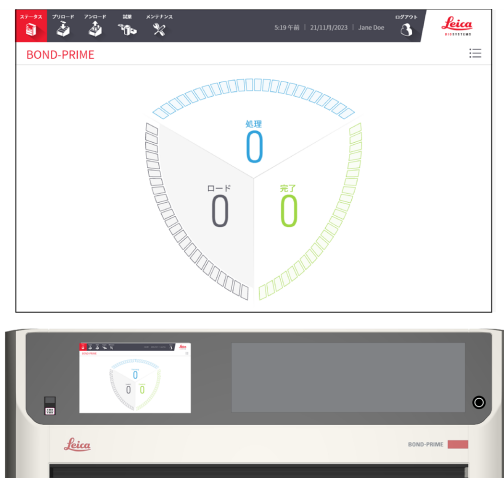 ステータス
プリロード
アンロード
試薬
メンテナンス
5:19 午前 | 21/11月/2023 | Jane Doe
ログアウト
Leica
BIOSYSTEMS
BOND-PRIME
処理
0
ロード
0
完了
0
Leica
BOND-PRIME